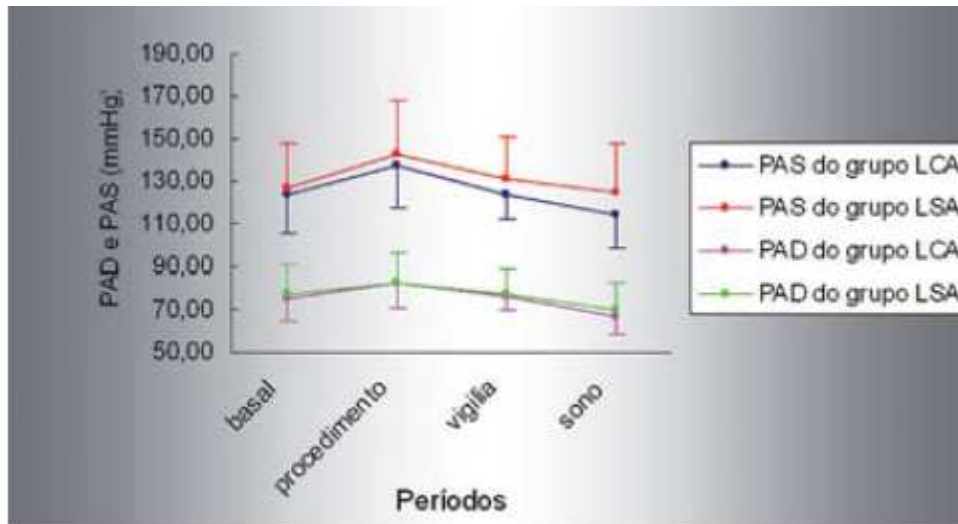 PAD e PAS (mmHg)
190,00
170,00
150,00
130,00
110,00
90,00
70,00
50,00
basal
procedimento
vigília
sono
Períodos
PAS do grupo LCA
PAS do grupo LSA
PAD do grupo LCA
PAD do grupo LSA